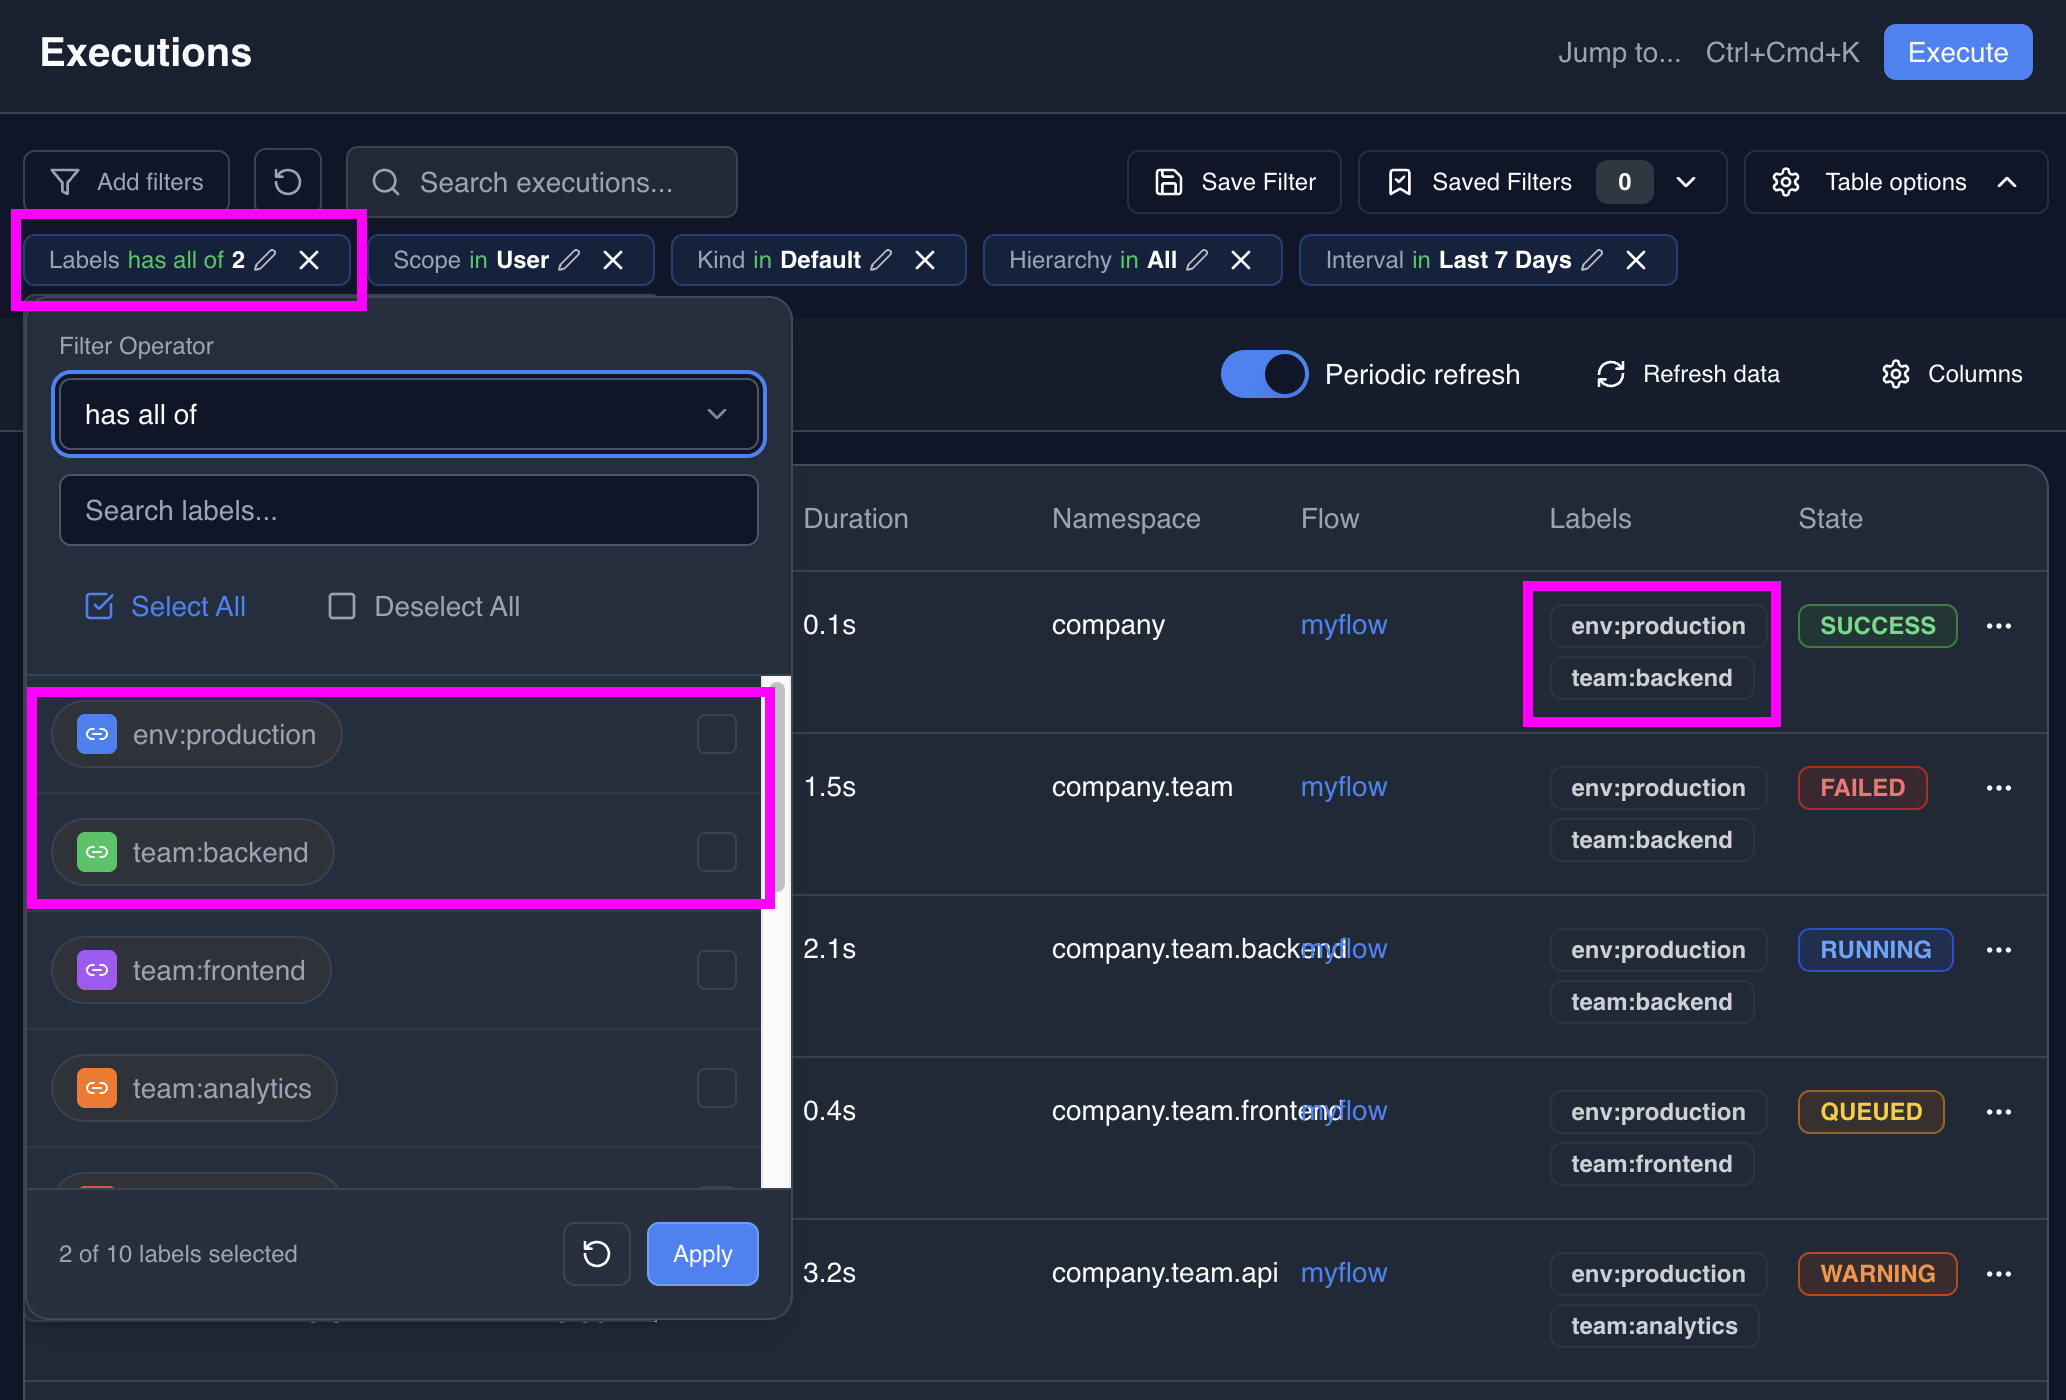 Executions
Jump to... Ctrl+Cmd+K Execute
Add filters
Search executions...
Save Filter
Saved Filters 0
Table options
Labels has all of 2
Scope in User
Kind in Default
Hierarchy in All
Interval in Last 7 Days
Filter Operator
has all of
Search labels...
Select All Deselect All
env:production
team:backend
team:frontend
team:analytics
2 of 10 labels selected
Apply
Periodic refresh
Refresh data
Columns
Duration Namespace Flow Labels State
0.1s company myflow env:production SUCCESS
team:backend
1.5s company.team myflow env:production FAILED
team:backend
2.1s company.team.backend myflow env:production RUNNING
team:backend
0.4s company.team.frontend myflow env:production QUEUED
team:frontend
3.2s company.team.api myflow env:production WARNING
team:analytics